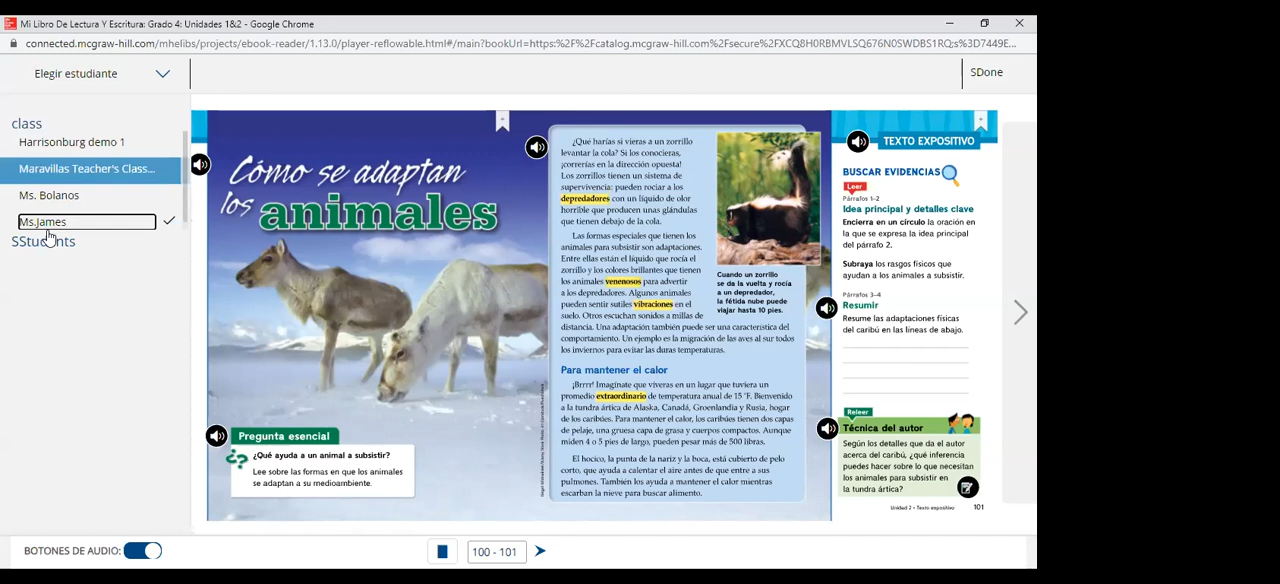 Mi Libro De Lectura Y Escritura: Grado 4: Unidades 1&2 - Google Chrome
connected.mcgraw-hill.com/mhelibs/projects/ebook-reader/1.13.0/player-reflowable.html#/main?bookUrl=https:%2F%2Fcatalog.mcgraw-hill.com%2Fsecure%2FXCQ8H0RBMVLSQ676N0SWDBS1RQ;s%3D7449E...
Elegir estudiante
SDone
class
Harrisonburg demo 1
Maravillas Teacher's Class...
Ms. Bolanos
Ms.James
SStudents
Cómo se adaptan
los animales
Pregunta esencial
¿Qué ayuda a un animal a subsistir?
Lee sobre las formas en que los animales
se adaptan a su medioambiente.
¿Qué harías si vieras a un zorrillo
levantar la cola? Si los conocieras,
¡correrías en la dirección opuesta!
Los zorrillos tienen un sistema de
supervivencia: pueden rociar a los
depredadores con un líquido de olor
horrible que producen unas glándulas
que tienen debajo de la cola.
Las formas especiales que tienen los
animales para subsistir son adaptaciones.
Entre ellas están el líquido que rocía el
zorrillo y los colores brillantes que tienen
los animales venenosos para advertir
a los depredadores. Algunos animales
pueden sentir sutiles vibraciones en el
suelo. Otros escuchan sonidos a millas de
distancia. Una adaptación también puede ser una característica del
comportamiento. Un ejemplo es la migración de las aves al sur todos
los inviernos para evitar las duras temperaturas.
Cuando un zorrillo
se da la vuelta y rocía
a un depredador,
la fétida nube puede
viajar hasta 10 pies.
Para mantener el calor
¡Brrrr! Imagínate que viveras en un lugar que tuviera un
promedio extraordinario de temperatura anual de 15 °F. Bienvenido
a la tundra ártica de Alaska, Canadá, Groenlandia y Rusia, hogar
de los caribúes. Para mantener el calor, los caribúes tienen dos capas
de pelaje, una gruesa capa de grasa y cuerpos compactos. Aunque
miden 4 o 5 pies de largo, pueden pesar más de 500 libras.
El hocico, la punta de la nariz y la boca, está cubierto de pelo
corto, que ayuda a calentar el aire antes de que entre a sus
pulmones. También los ayuda a mantener el calor mientras
escarban la nieve para buscar alimento.
TEXTO EXPOSITIVO
BUSCAR EVIDENCIAS
Leer
Párrafos 1-2
Idea principal y detalles clave
Encierra en un círculo la oración en
la que se expresa la idea principal
del párrafo 2.
Subraya los rasgos físicos que
ayudan a los animales a subsistir.
Párrafos 3-4
Resumir
Resume las adaptaciones físicas
del caribú en las líneas de abajo.
Releer
Técnica del autor
Según los detalles que da el autor
acerca del caribú, ¿qué inferencia
puedes hacer sobre lo que necesitan
los animales para subsistir en
la tundra ártica?
Unidad 2 • Texto expositivo 101
BOTONES DE AUDIO:
100 - 101